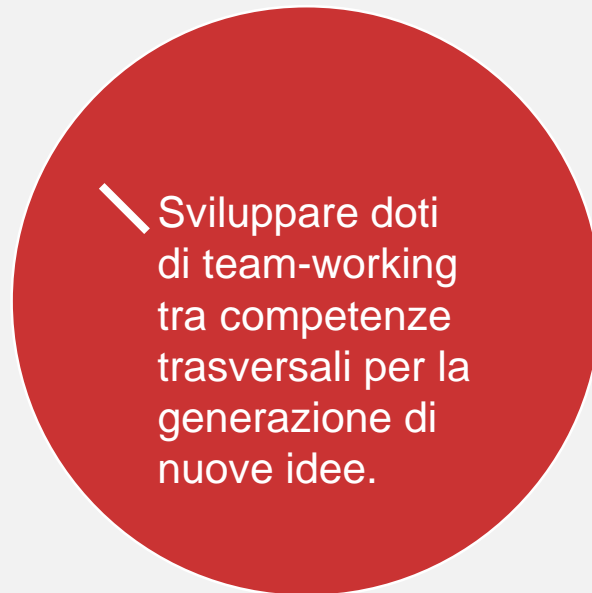 Sviluppare doti
di team-working
tra competenze
trasversali per la
generazione di
nuove idee.